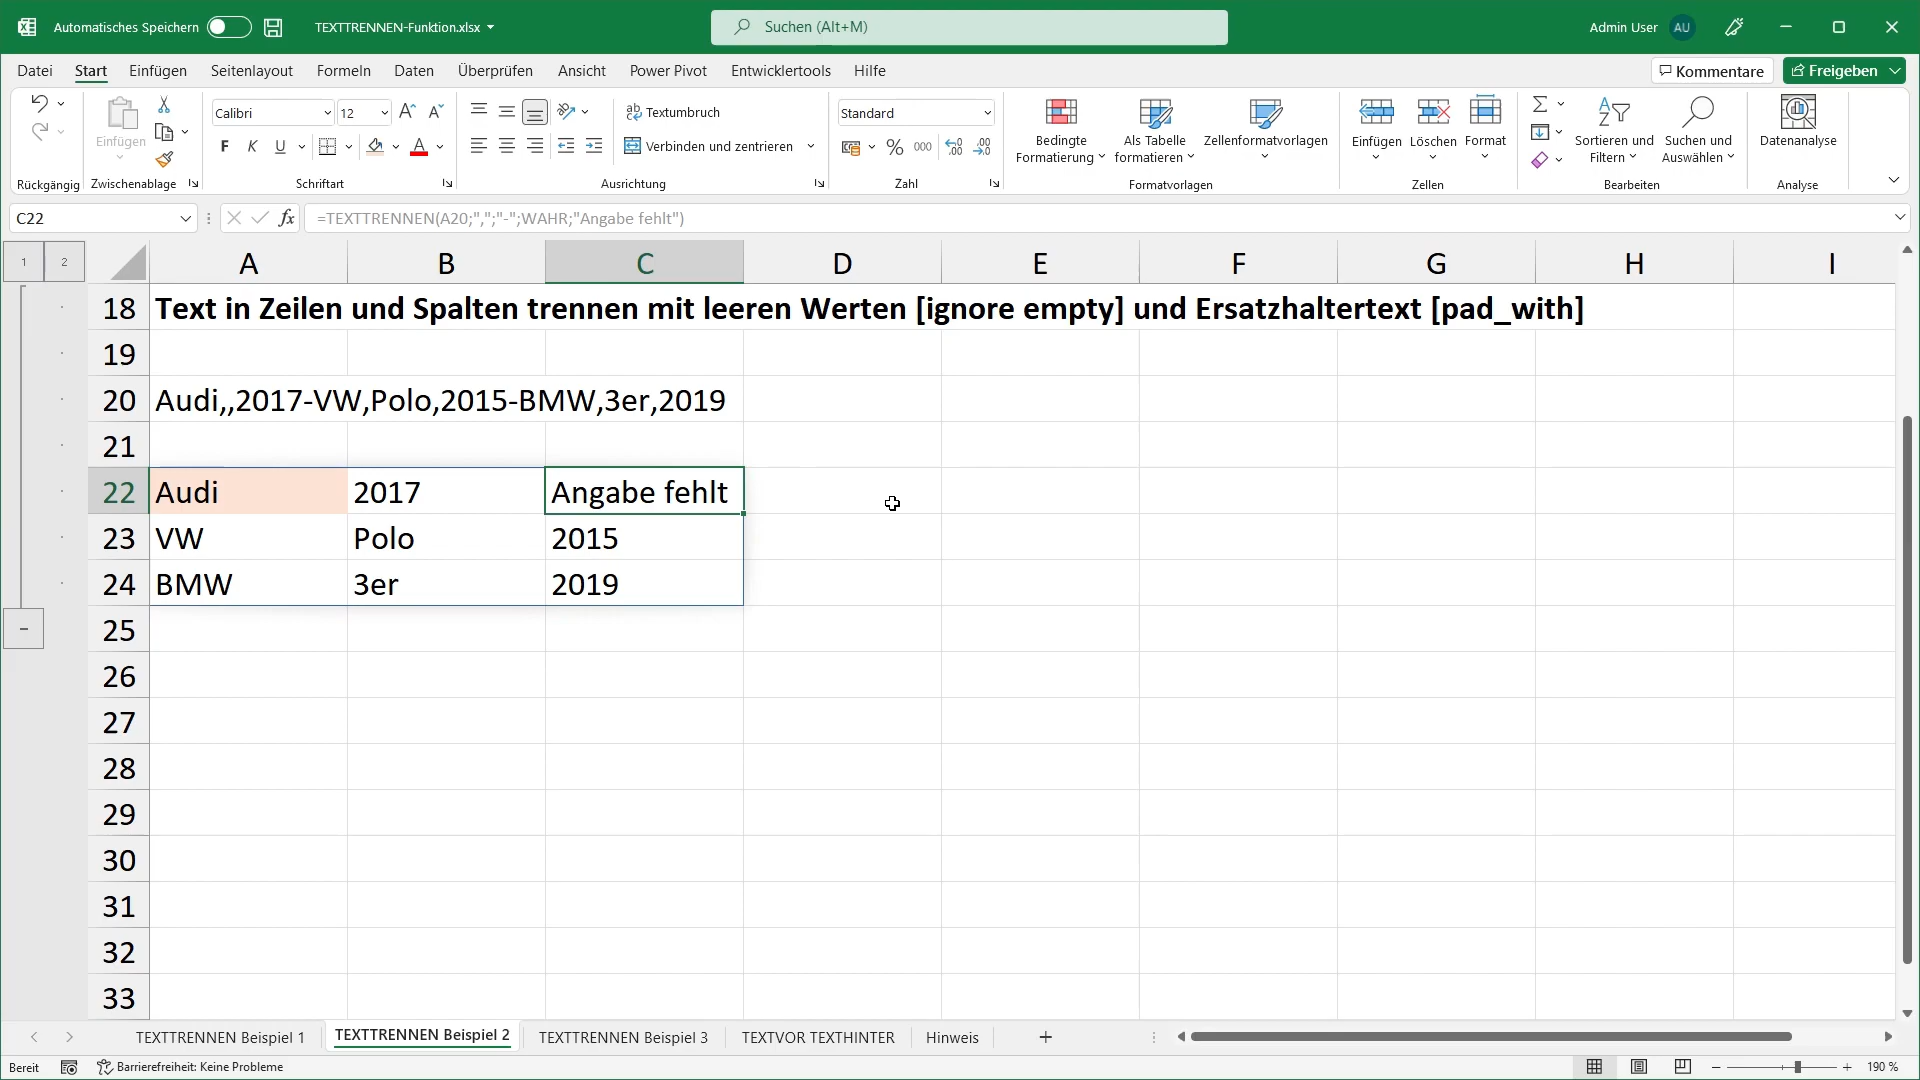 Automatisches Speichern
TEXTTRENNEN-Funktion.xlsx
Suchen (Alt+M)
Admin User
AU
Datei
Start
Einfügen
Seitenlayout
Formeln
Daten
Überprüfen
Ansicht
Power Pivot
Entwicklertools
Hilfe
Kommentare
Freigeben
Einfügen
Calibri
12
F K U
Textumbruch
Verbinden und zentrieren
Standard
% 000
Bedingte
Formatierung
Als Tabelle
formatieren
Zellenformatvorlagen
Einfügen
Löschen
Format
Sortieren und
Filtern
Suchen und
Auswählen
Datenanalyse
Rückgängig
Zwischenablage
Schriftart
Ausrichtung
Zahl
Formatvorlagen
Zellen
Bearbeiten
Analyse
C22
fx
=TEXTTRENNEN(A20;",";"-";WAHR;"Angabe fehlt")
1 2
A B C D E F G H I
18 Text in Zeilen und Spalten trennen mit leeren Werten [ignore empty] und Ersatzhaltertext [pad_with]
19
20 Audi,,2017-VW,Polo,2015-BMW,3er,2019
21
22 Audi 2017 Angabe fehlt
23 VW Polo 2015
24 BMW 3er 2019
25
26
27
28
29
30
31
32
33
TEXTTRENNEN Beispiel 1
TEXTTRENNEN Beispiel 2
TEXTTRENNEN Beispiel 3
TEXTVOR TEXTHINTER
Hinweis
Bereit
Barrierefreiheit: Keine Probleme
190 %